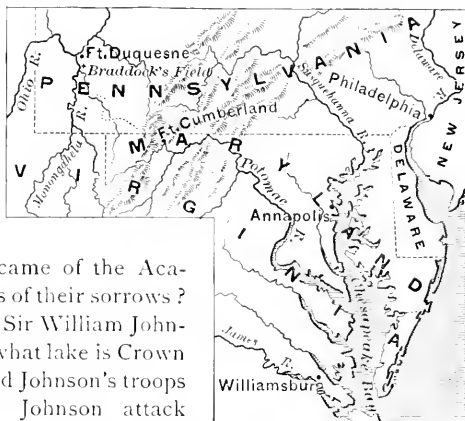 PENNSYLVANIA
Ft. Duquesne
Braddock's Field
Ohio R.
Monongahela R.
Ft. Cumberland
Susquehanna R.
Philadelphia
Delaware R.
NEW JERSEY
DELAWARE
MARYLAND
VIRGINIA
Potomac R.
Annapolis
Chesapeake Bay
James R.
Williamsbur
came of the Aca-
s of their sorrows?
Sir William John-
what lake is Crown
d Johnson's troops
Johnson attack